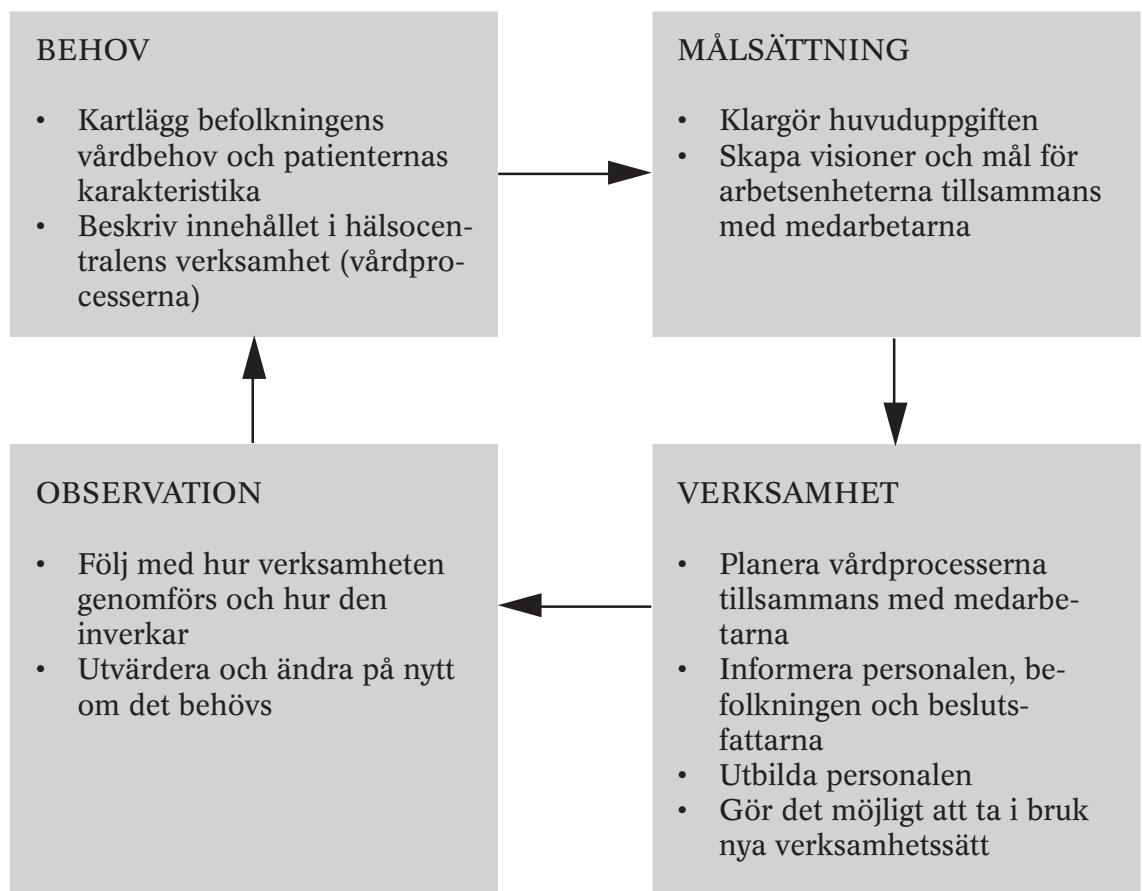 BEHOV
• Kartlägg befolkningens
vårdbehov och patienternas
karakteristika
• Beskriv innehållet i hälsocen-
tralens verksamhet (vårdpro-
cesserna)
MÅLSÄTTNING
• Klargör huvuduppgiften
• Skapa visioner och mål för
arbetsenheterna tillsammans
med medarbetarna
OBSERVATION
• Följ med hur verksamheten
genomförs och hur den
inverkar
• Utvärdera och ändra på nytt
om det behövs
VERKSAMHET
• Planera vårdprocesserna
tillsammans med medarbe-
tarna
• Informera personalen, be-
folkningen och besluts-
fattarna
• Utbilda personalen
• Gör det möjligt att ta i bruk
nya verksamhetssätt